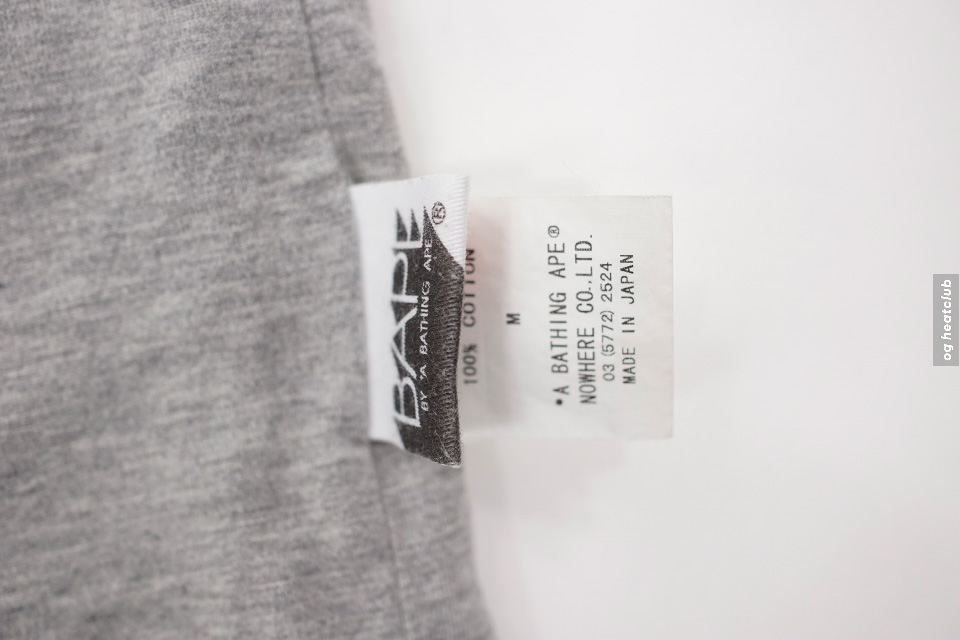 BAPE®
BY *A BATHING APE
100% COTTON
M
•A BATHING APE®
NOWHERE CO.,LTD.
03 (5772) 2524
MADE IN JAPAN
og heatclub